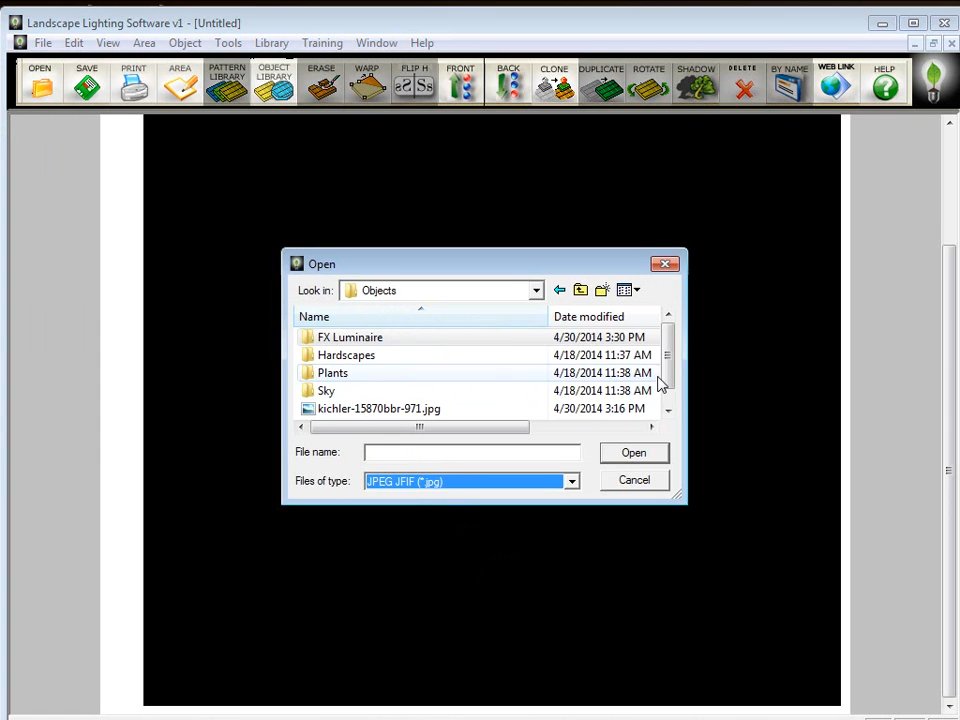 Landscape Lighting Software v1 - [Untitled]
File Edit View Area Object Tools Library Training Window Help
OPEN SAVE PRINT AREA PATTERN LIBRARY OBJECT LIBRARY ERASE WARP FLIP H FRONT BACK CLONE DUPLICATE ROTATE SHADOW DELETE BY NAME WEB LINK HELP
Open
Look in: Objects
Name Date modified
FX Luminaire 4/30/2014 3:30 PM
Hardscapes 4/18/2014 11:37 AM
Plants 4/18/2014 11:38 AM
Sky 4/18/2014 11:38 AM
kichler-15870bbr-971.jpg 4/30/2014 3:16 PM
File name: Open
Files of type: JPEG JFIF (*.jpg) Cancel